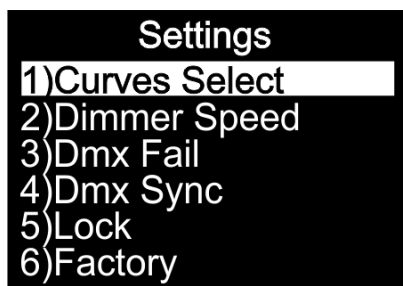 Settings
1)Curves Select
2)Dimmer Speed
3)Dmx Fail
4)Dmx Sync
5)Lock
6)Factory